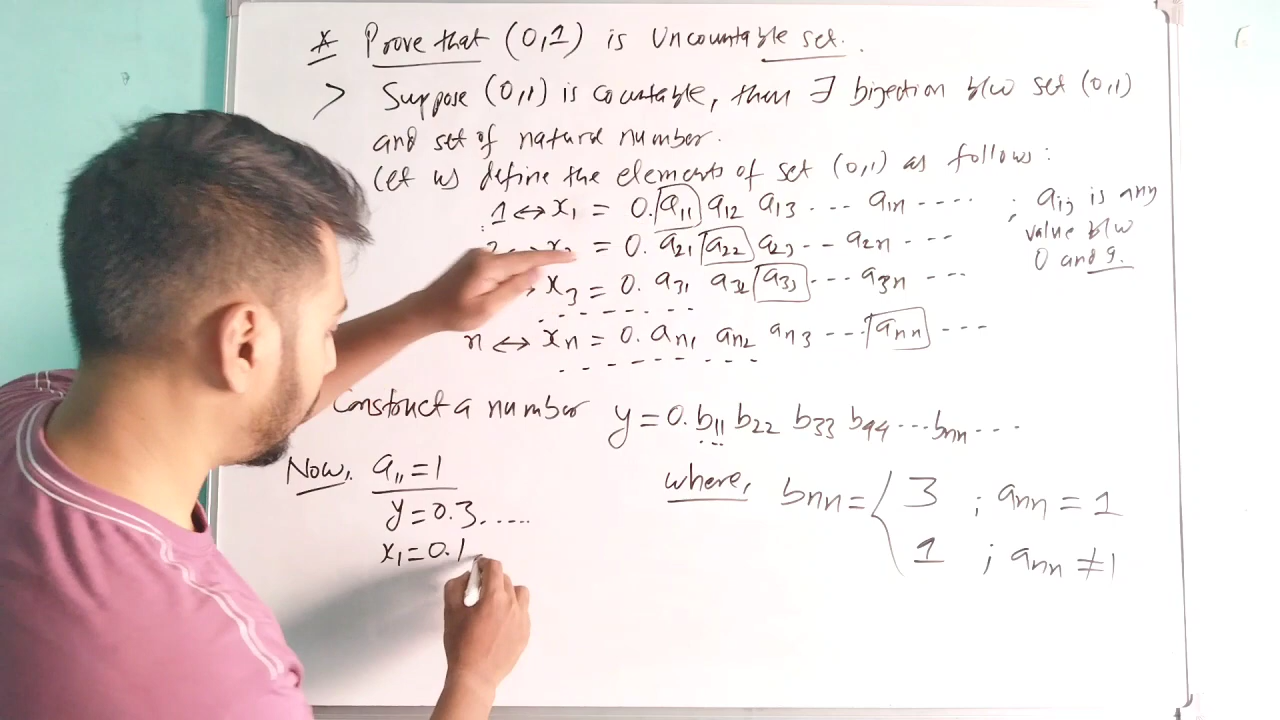 * Prove that (0,1) is Uncountable set.
> Suppose (0,1) is countable, then ∃ bijection b/w set (0,1)
and set of natural number.
Let us define the elements of set (0,1) as follows:
1 ↔ x₁ = 0. a₁₁ a₁₂ a₁₃ ... a₁ₙ ....
; aᵢⱼ is any
value b/w
0 and 9.
= 0. a₂₁ a₂₂ a₂₃ -- a₂ₙ ---
x₃ = 0. a₃₁ a₃₂ a₃₃ ... a₃ₙ ---
n ↔ xₙ = 0. aₙ₁ aₙ₂ aₙ₃ --- aₙₙ ---
Construct a number y = 0. b₁₁ b₂₂ b₃₃ b₄₄ ... bₙₙ ...
Now, a₁₁ = 1
y = 0.3.....
x₁ = 0.1
where, bₙₙ = { 3 ; aₙₙ = 1
1 ; aₙₙ ≠ 1